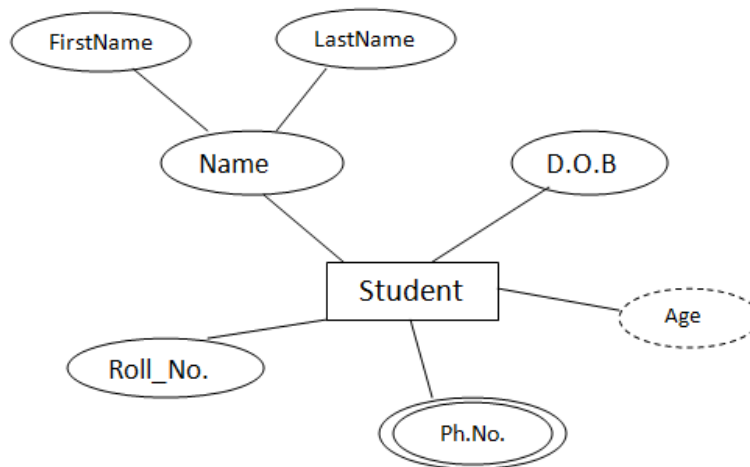 FirstName
LastName
Name
D.O.B
Student
Age
Roll_No.
Ph.No.